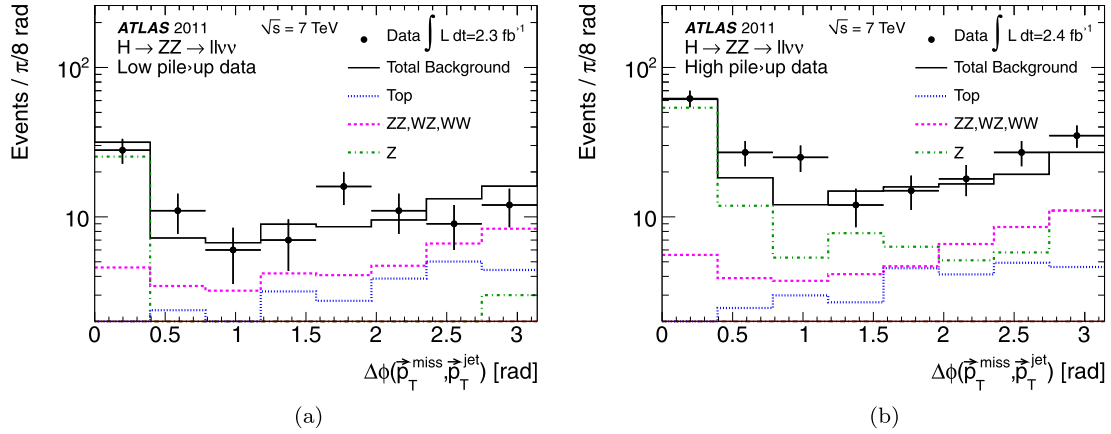 ATLAS 2011
√s = 7 TeV
H → ZZ → llνν
Low pile›up data
Data ∫ L dt=2.3 fb⁻¹
Total Background
Top
ZZ,WZ,WW
Z
Events / π/8 rad
10²
10
0 0.5 1 1.5 2 2.5 3
Δϕ(p⃗_T^miss,p⃗_T^jet) [rad]
(a)
ATLAS 2011
√s = 7 TeV
H → ZZ → llνν
High pile›up data
Data ∫ L dt=2.4 fb⁻¹
Total Background
Top
ZZ,WZ,WW
Z
Events / π/8 rad
10²
10
0 0.5 1 1.5 2 2.5 3
Δϕ(p⃗_T^miss,p⃗_T^jet) [rad]
(b)